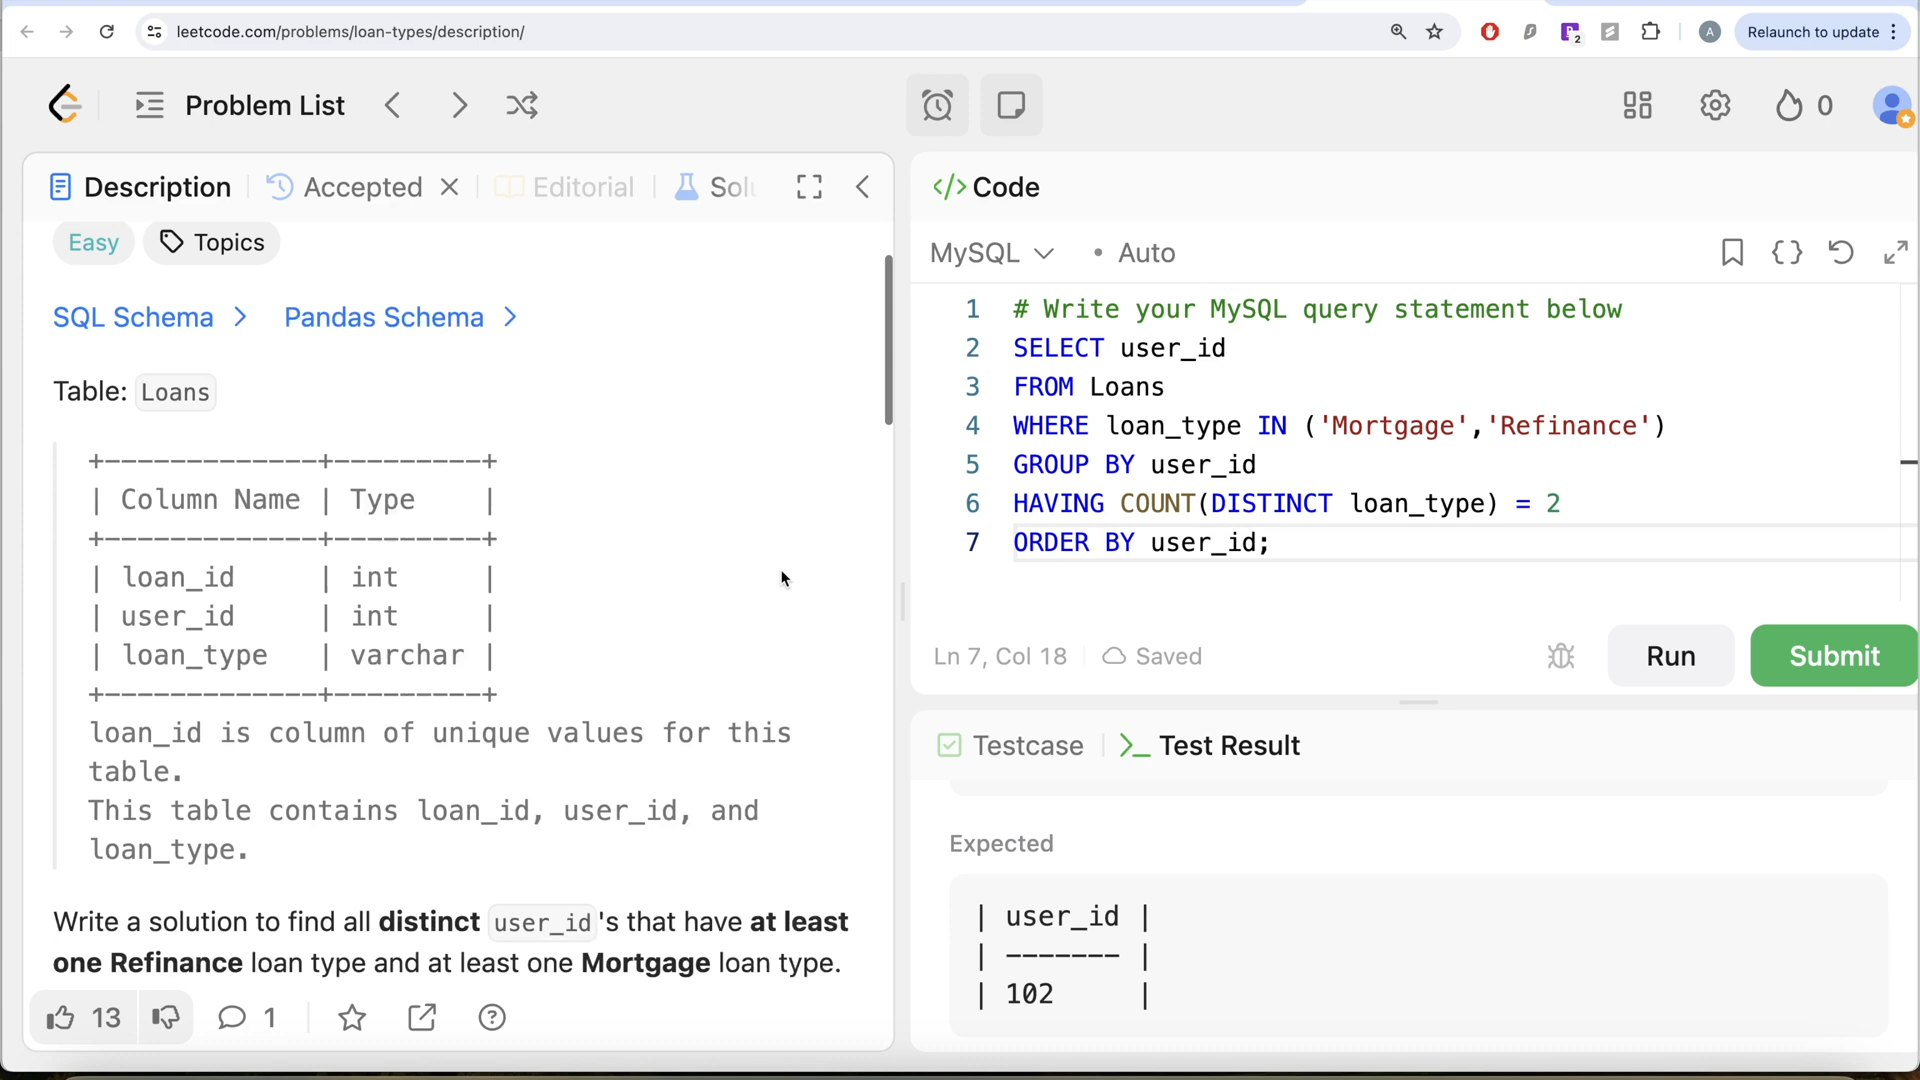 leetcode.com/problems/loan-types/description/
2
A
Relaunch to update
Problem List
0
Description
Accepted
Editorial
Solu
Easy
Topics
SQL Schema
Pandas Schema
Table: Loans
+-------------+---------+
| Column Name | Type    |
+-------------+---------+
| loan_id     | int     |
| user_id     | int     |
| loan_type   | varchar |
+-------------+---------+
loan_id is column of unique values for this
table.
This table contains loan_id, user_id, and
loan_type.
Write a solution to find all distinct user_id's that have at least
one Refinance loan type and at least one Mortgage loan type.
13
1
</> Code
MySQL • Auto
1 # Write your MySQL query statement below
2 SELECT user_id
3 FROM Loans
4 WHERE loan_type IN ('Mortgage','Refinance')
5 GROUP BY user_id
6 HAVING COUNT(DISTINCT loan_type) = 2
7 ORDER BY user_id;
Ln 7, Col 18
Saved
Run
Submit
Testcase
>_ Test Result
Expected
| user_id |
| ------- |
| 102     |